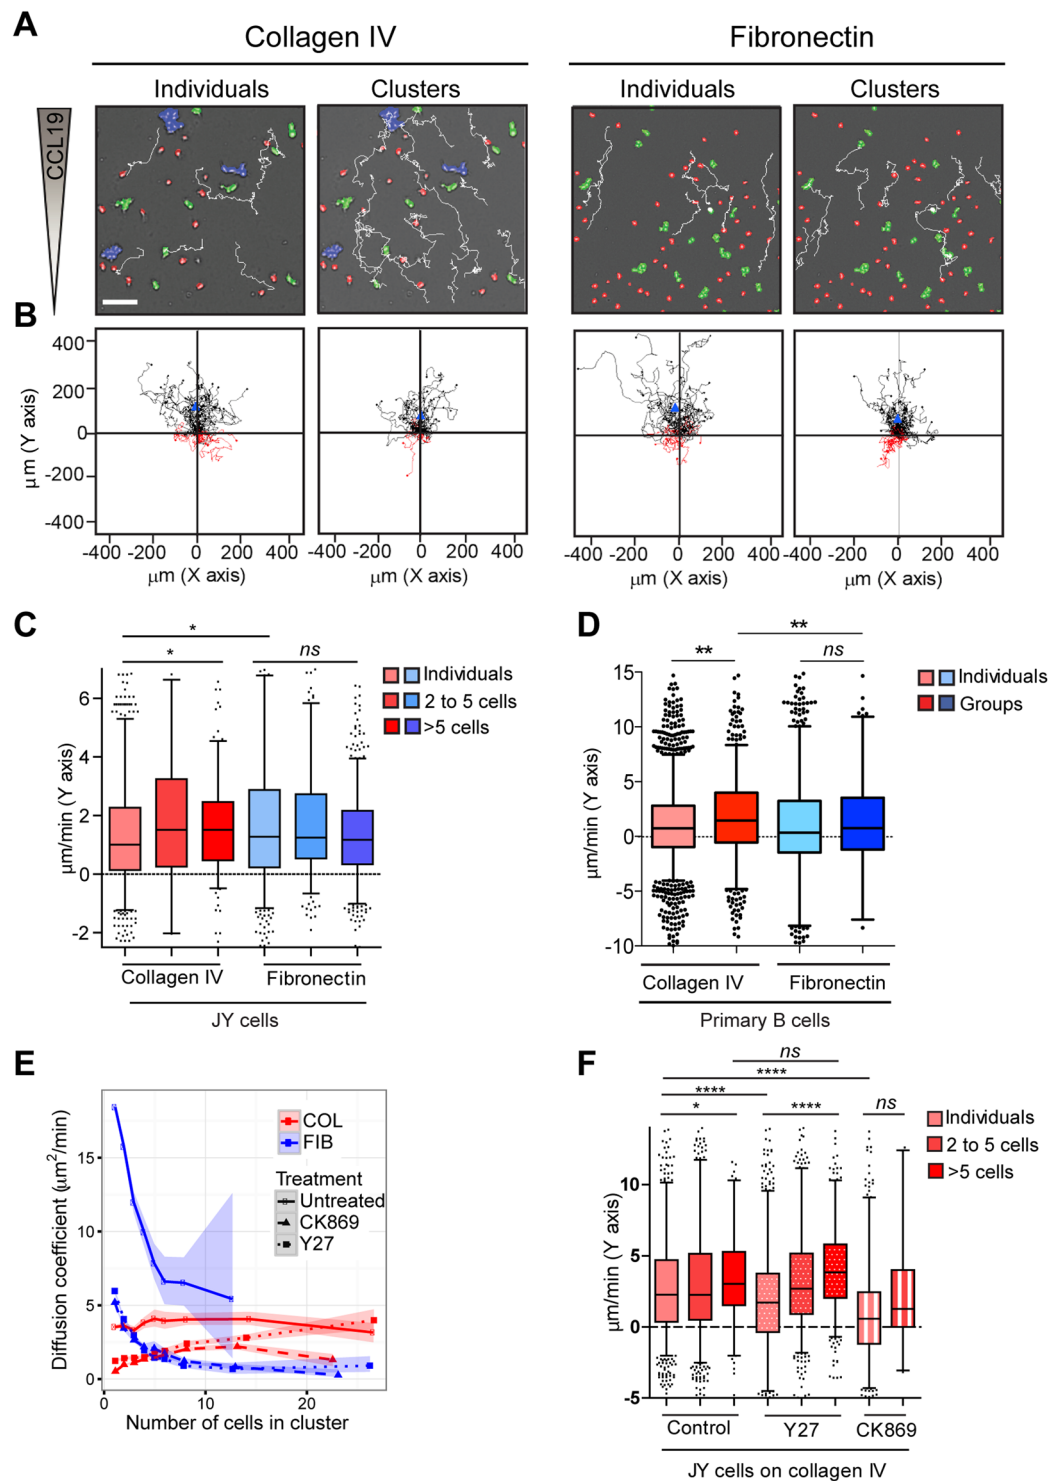 A
Collagen IV
Fibronectin
Individuals
Clusters
Individuals
Clusters
CCL19
B
400
200
0
-200
-400
µm (Y axis)
-400 -200 0 200 400
-400 -200 0 200 400
-400 -200 0 200 400
-400 -200 0 200 400
µm (X axis)
µm (X axis)
µm (X axis)
µm (X axis)
C
*
*
ns
Individuals
2 to 5 cells
>5 cells
6
4
2
0
-2
µm/min (Y axis)
Collagen IV
Fibronectin
JY cells
D
**
**
ns
Individuals
Groups
15
10
5
0
-5
-10
µm/min (Y axis)
Collagen IV
Fibronectin
Primary B cells
E
COL
FIB
Treatment
Untreated
CK869
Y27
15
10
5
0
Diffusion coefficient (µm²/min)
0 10 20
Number of cells in cluster
F
ns
****
****
*
****
ns
Individuals
2 to 5 cells
>5 cells
10
5
0
-5
µm/min (Y axis)
Control
Y27
CK869
JY cells on collagen IV